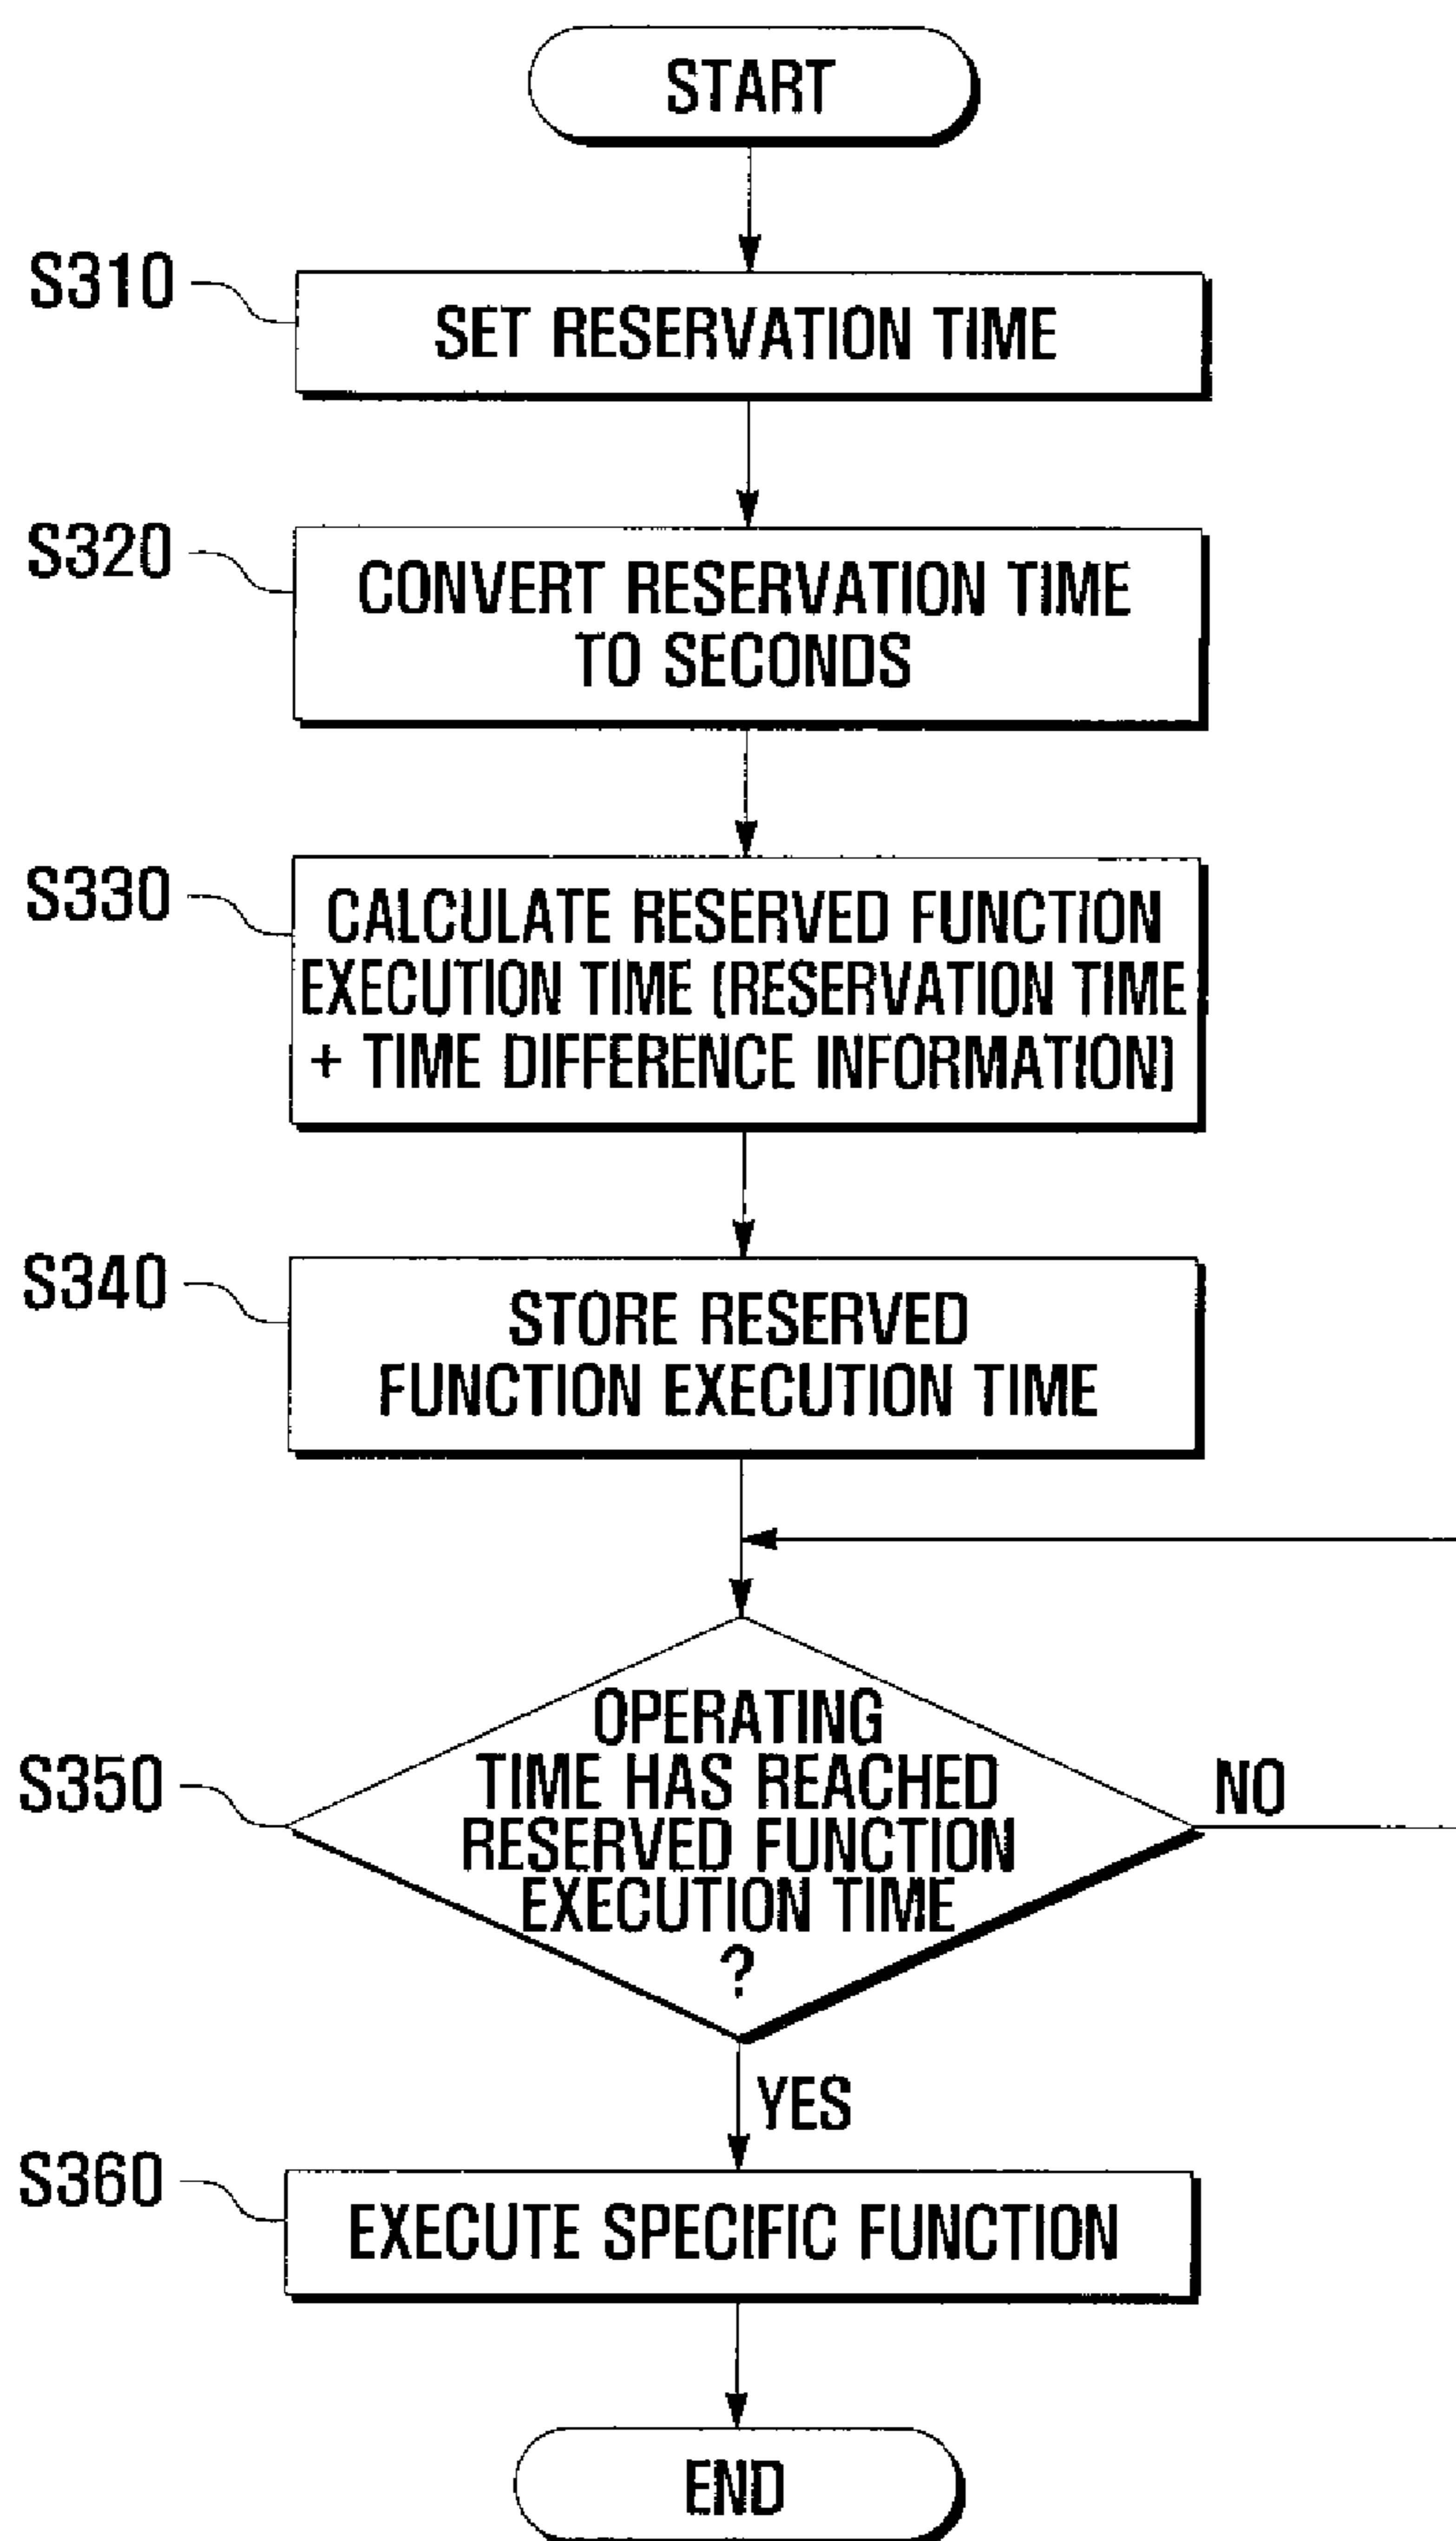 START
S310
SET RESERVATION TIME
S320
CONVERT RESERVATION TIME
TO SECONDS
S330
CALCULATE RESERVED FUNCTION
EXECUTION TIME (RESERVATION TIME
+ TIME DIFFERENCE INFORMATION)
S340
STORE RESERVED
FUNCTION EXECUTION TIME
S350
OPERATING
TIME HAS REACHED
RESERVED FUNCTION
EXECUTION TIME
?
NO
YES
S360
EXECUTE SPECIFIC FUNCTION
END